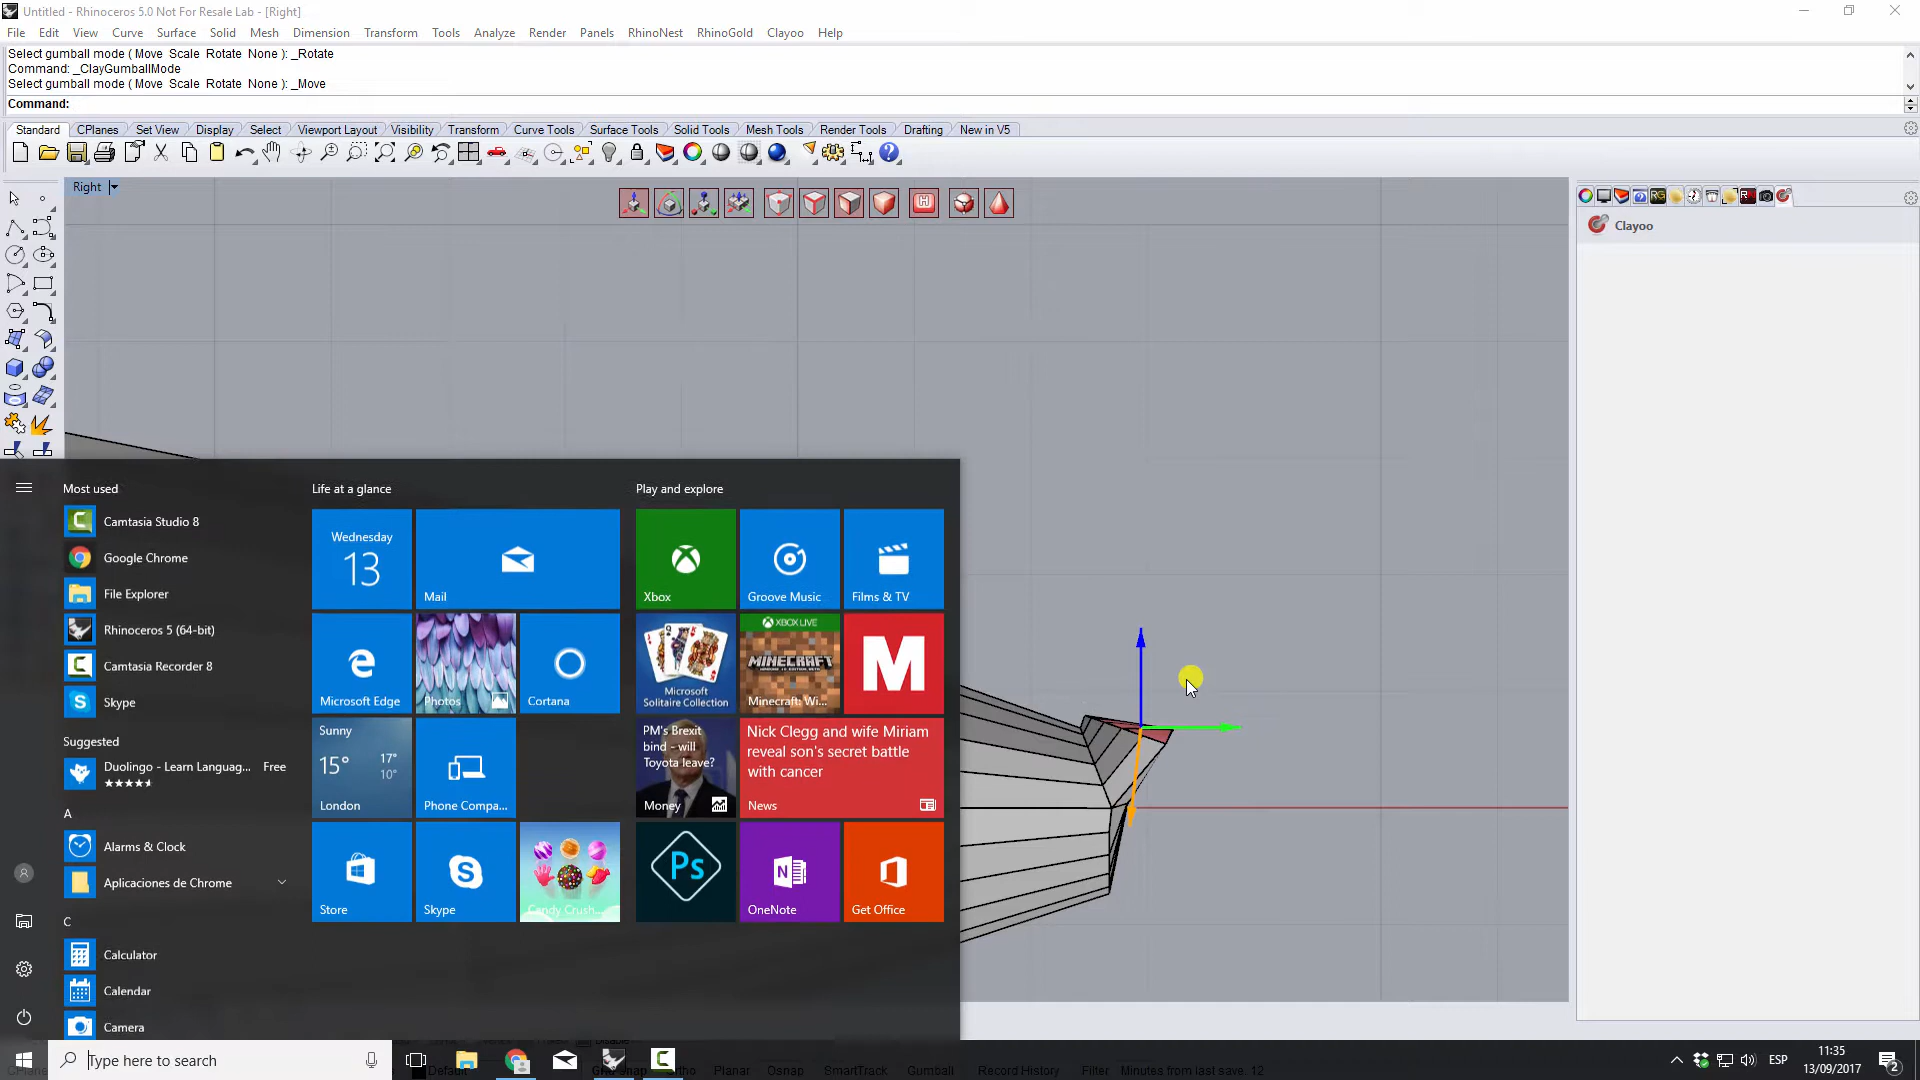 Untitled - Rhinoceros 5.0 Not For Resale Lab - [Right]
File Edit View Curve Surface Solid Mesh Dimension Transform Tools Analyze Render Panels RhinoNest RhinoGold Clayoo Help
Select gumball mode ( Move Scale Rotate None ): _Rotate
Command: _ClayGumballMode
Select gumball mode ( Move Scale Rotate None ): _Move
Command:
Standard CPlanes Set View Display Select Viewport Layout Visibility Transform Curve Tools Surface Tools Solid Tools Mesh Tools Render Tools Drafting New in V5
Right
Clayoo
Most used
Camtasia Studio 8
Google Chrome
File Explorer
Rhinoceros 5 (64-bit)
Camtasia Recorder 8
Skype
Suggested
Duolingo - Learn Languag... Free
A
Alarms & Clock
Aplicaciones de Chrome
C
Calculator
Calendar
Camera
Life at a glance
Wednesday
13
Mail
Microsoft Edge
Photos
Cortana
Sunny
15° 17°
10°
London
Phone Compa...
Store
Skype
Candy Crush...
Play and explore
Xbox
Groove Music
Films & TV
Microsoft
Solitaire Collection
XBOX LIVE
MINECRAFT
Minecraft: Wi...
M
PM's Brexit
bind - will
Toyota leave?
Money
Nick Clegg and wife Miriam
reveal son's secret battle
with cancer
News
Ps
OneNote
Get Office
Type here to search
Default
Disable
Grid Snap Ortho Planar Osnap SmartTrack Gumball Record History Filter Minutes from last save: 12
ESP
11:35
13/09/2017
2